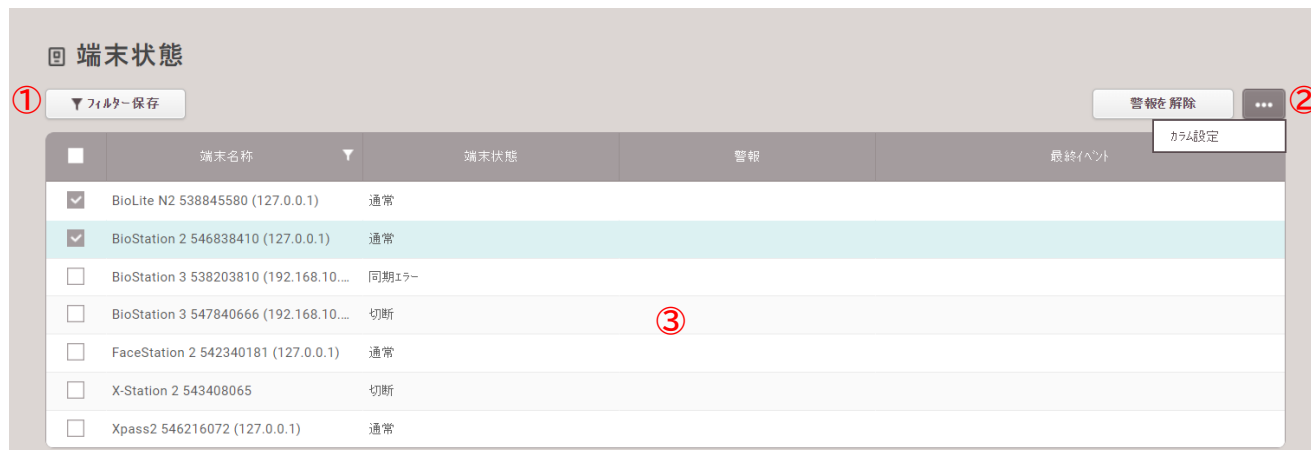 端末状態
① フィルター保存 警報を解除 ... ②
カラム設定
端末名称 端末状態 警報 最終イベント
BioLite N2 538845580 (127.0.0.1) 通常
BioStation 2 546838410 (127.0.0.1) 通常
BioStation 3 538203810 (192.168.10.... 同期エラー
BioStation 3 547840666 (192.168.10.... 切断
③
FaceStation 2 542340181 (127.0.0.1) 通常
X-Station 2 543408065 切断
Xpass2 546216072 (127.0.0.1) 通常